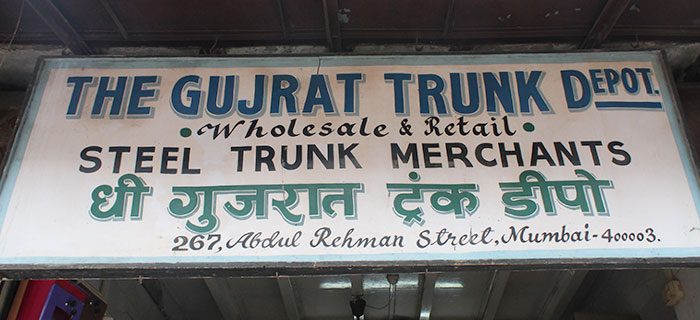 THE GUJRAT TRUNK DEPOT.
• Wholesale & Retail •
STEEL TRUNK MERCHANTS
धी गुजरात ट्रंक डीपो
267, Abdul Rehman Street, Mumbai-400003.